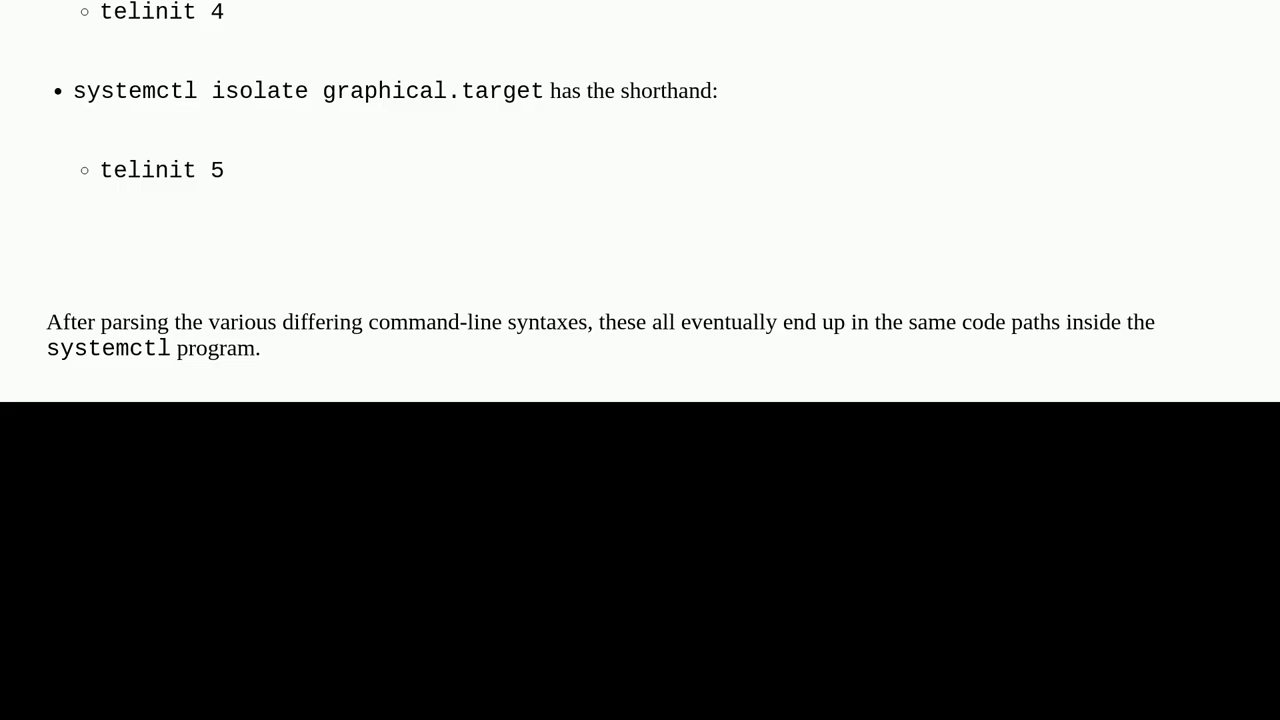 telinit 4
systemctl isolate graphical.target has the shorthand:
telinit 5
After parsing the various differing command-line syntaxes, these all eventually end up in the same code paths inside the
systemctl program.